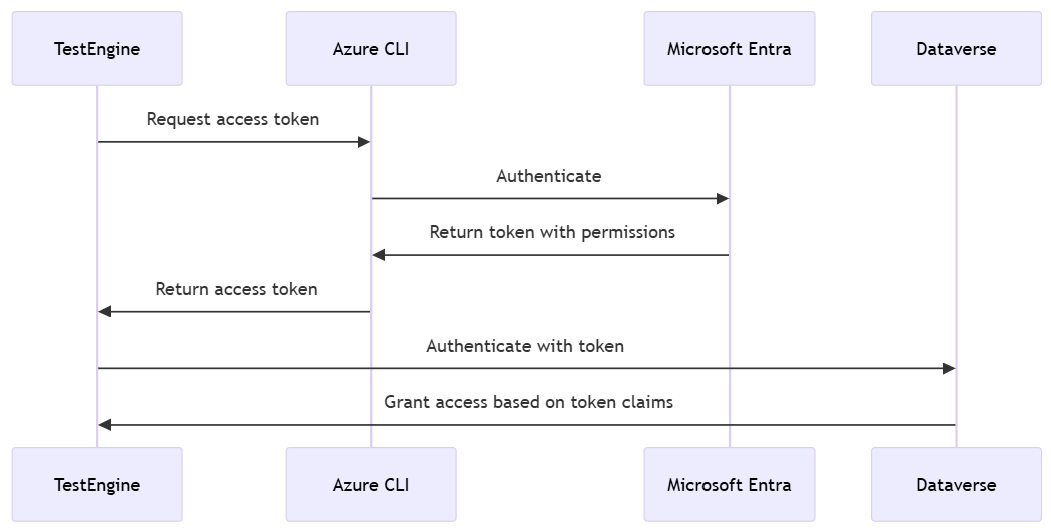 TestEngine
Azure CLI
Microsoft Entra
Dataverse
Request access token
Authenticate
Return token with permissions
Return access token
Authenticate with token
Grant access based on token claims
TestEngine
Azure CLI
Microsoft Entra
Dataverse